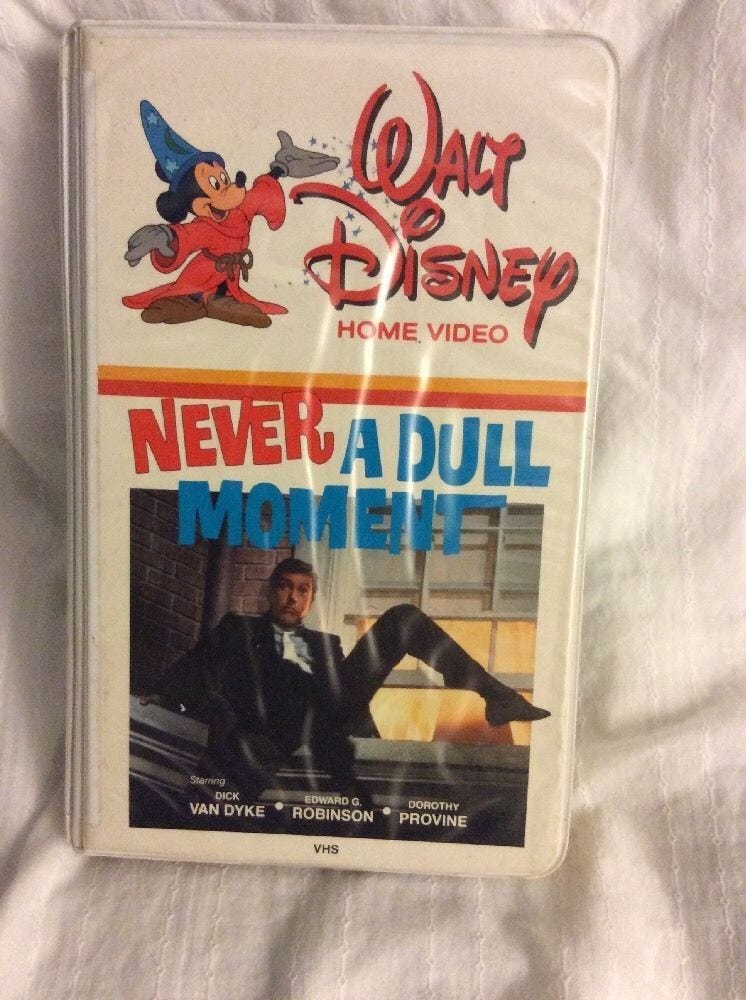 WALT
DISNEY
HOME VIDEO
NEVER A DULL
MOMENT
Starring
DICK
VAN DYKE • EDWARD G.
ROBINSON • DOROTHY
PROVINE
VHS